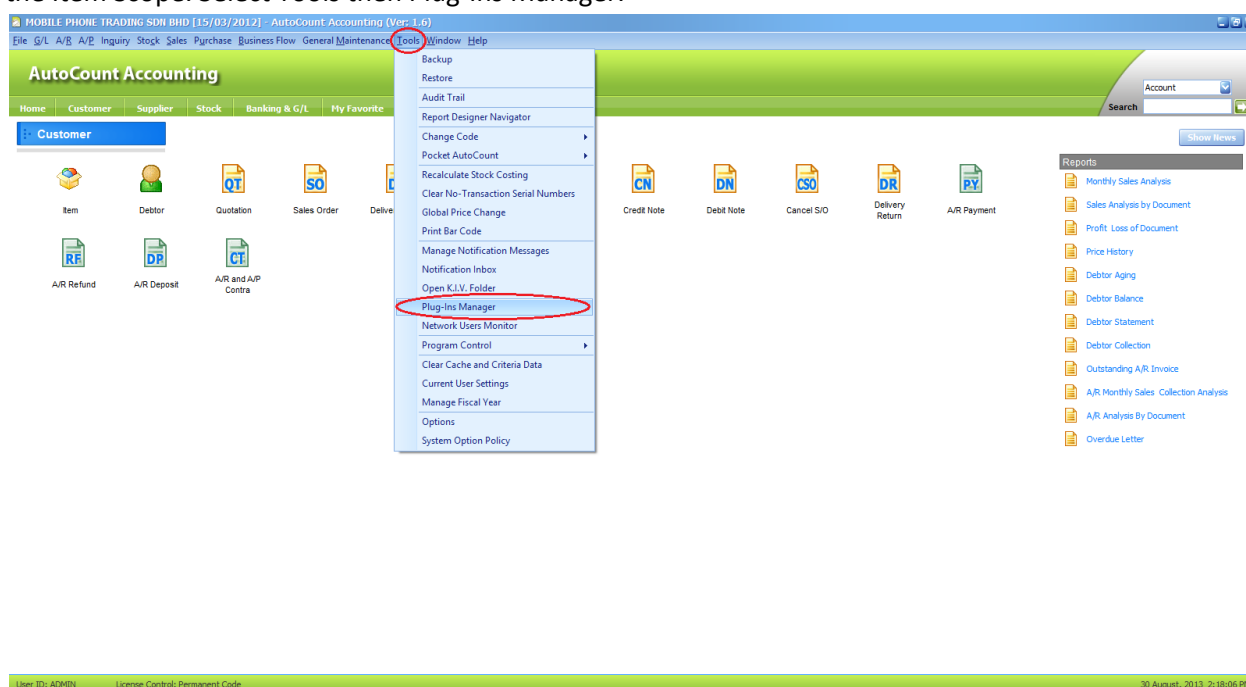 the item scope. Select Tools then Plug-Ins Manager.
MOBILE PHONE TRADING SDN BHD [15/03/2012] - AutoCount Accounting (Ver: 1.6)
File G/L A/R A/P Inquiry Stock Sales Purchase Business Flow General Maintenance Tools Window Help
AutoCount Accounting
Account
Home Customer Supplier Stock Banking & G/L My Favorite
Search
Customer
Show News
Backup
Restore
Audit Trail
Report Designer Navigator
Change Code
Pocket AutoCount
Recalculate Stock Costing
Clear No-Transaction Serial Numbers
Global Price Change
Print Bar Code
Manage Notification Messages
Notification Inbox
Open K.I.V. Folder
Plug-Ins Manager
Network Users Monitor
Program Control
Clear Cache and Criteria Data
Current User Settings
Manage Fiscal Year
Options
System Option Policy
QT SO D CN DN CSO DR PY
Item Debtor Quotation Sales Order Delive Credit Note Debit Note Cancel S/O Delivery Return A/R Payment
RF DP CT
A/R Refund A/R Deposit A/R and A/P Contra
Reports
Monthly Sales Analysis
Sales Analysis by Document
Profit Loss of Document
Price History
Debtor Aging
Debtor Balance
Debtor Statement
Debtor Collection
Outstanding A/R Invoice
A/R Monthly Sales Collection Analysis
A/R Analysis By Document
Overdue Letter
User ID: ADMIN License Control: Permanent Code 30 August, 2013 2:18:06 PM